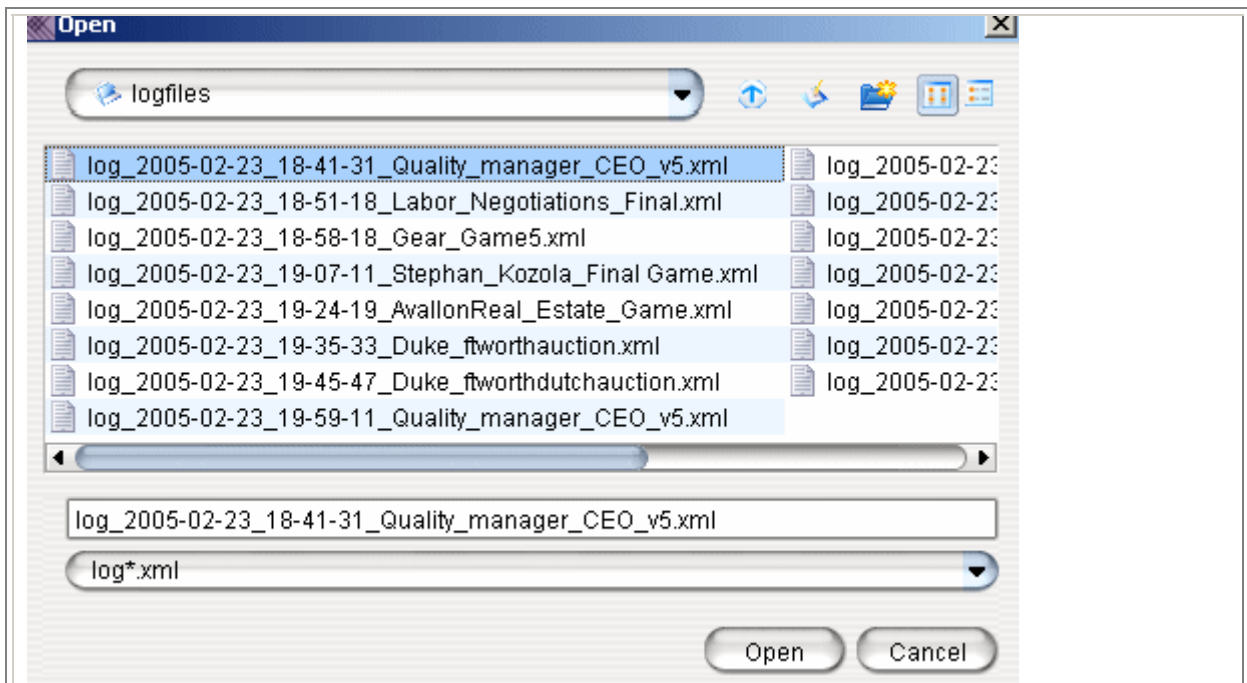 Open
logfiles
log_2005-02-23_18-41-31_Quality_manager_CEO_v5.xml
log_2005-02-23_18-51-18_Labor_Negotiations_Final.xml
log_2005-02-23_18-58-18_Gear_Game5.xml
log_2005-02-23_19-07-11_Stephan_Kozola_Final Game.xml
log_2005-02-23_19-24-19_AvallonReal_Estate_Game.xml
log_2005-02-23_19-35-33_Duke_ftworthauction.xml
log_2005-02-23_19-45-47_Duke_ftworthdutchauction.xml
log_2005-02-23_19-59-11_Quality_manager_CEO_v5.xml
log_2005-02-23
log_2005-02-23
log_2005-02-23
log_2005-02-23
log_2005-02-23
log_2005-02-23
log_2005-02-23
log_2005-02-23_18-41-31_Quality_manager_CEO_v5.xml
log*.xml
Open
Cancel